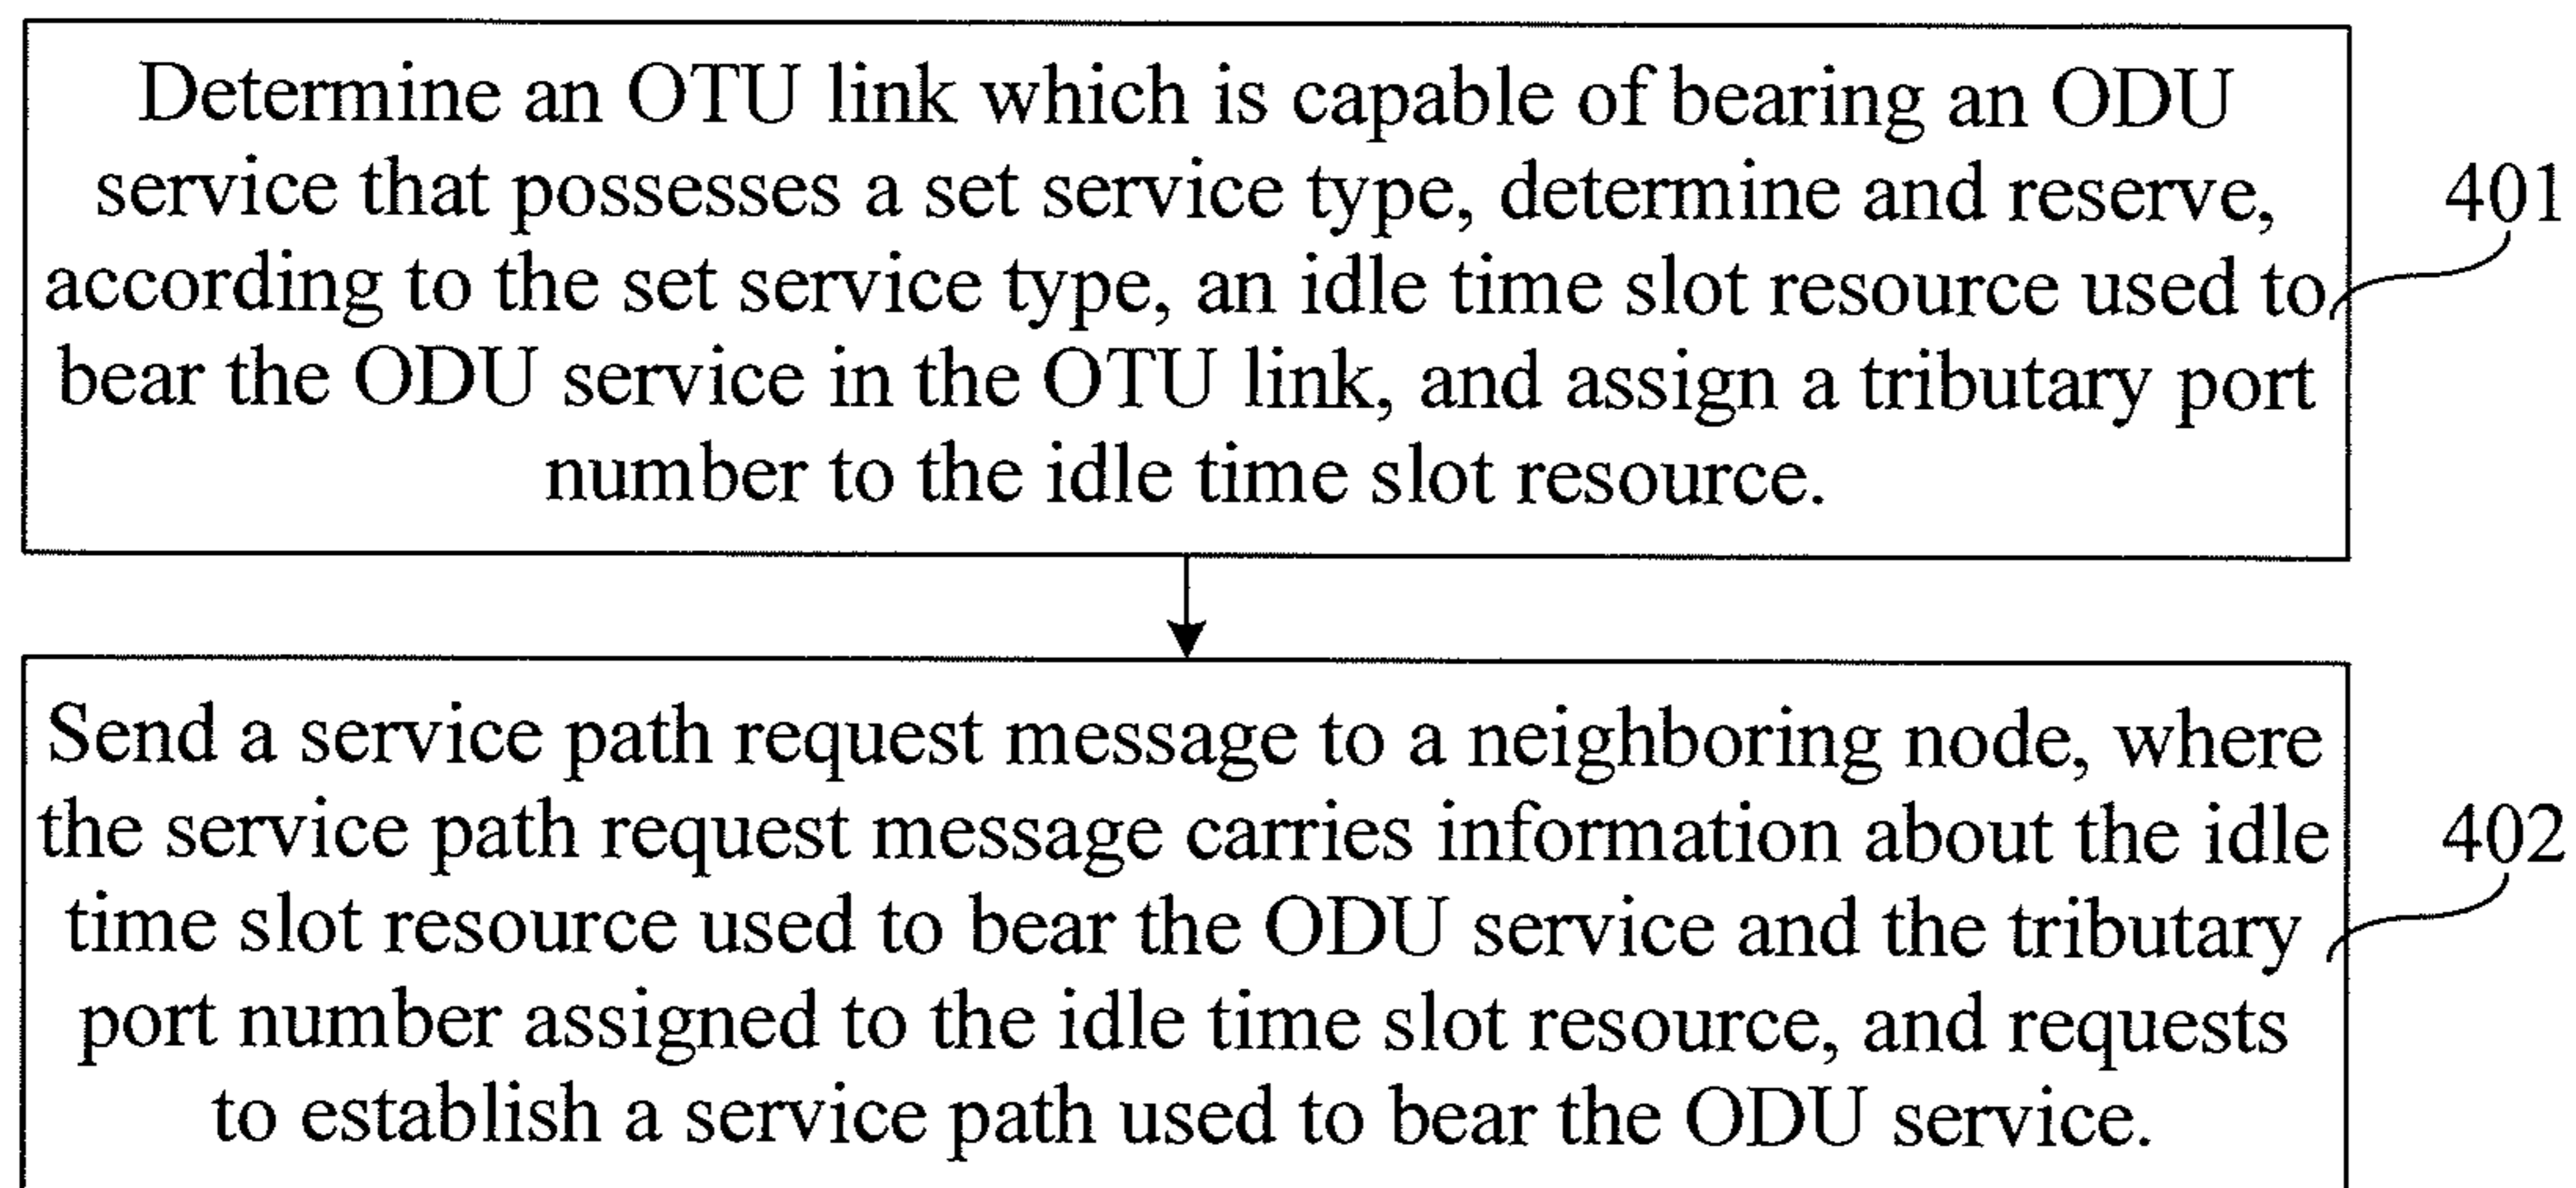 Determine an OTU link which is capable of bearing an ODU
service that possesses a set service type, determine and reserve,
according to the set service type, an idle time slot resource used to
bear the ODU service in the OTU link, and assign a tributary port
number to the idle time slot resource.
401
Send a service path request message to a neighboring node, where
the service path request message carries information about the idle
time slot resource used to bear the ODU service and the tributary
port number assigned to the idle time slot resource, and requests
to establish a service path used to bear the ODU service.
402